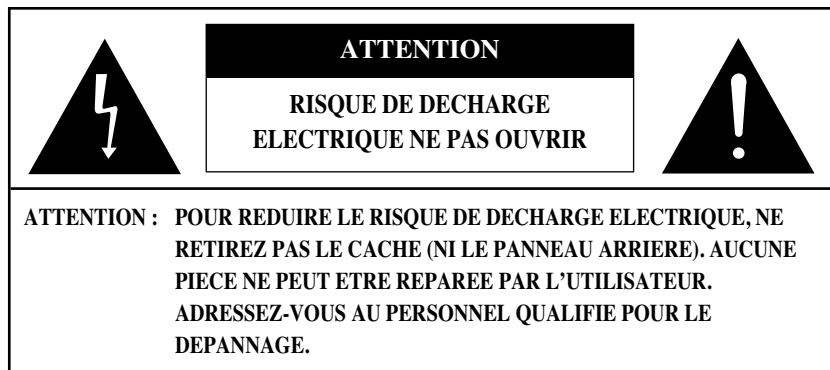 ATTENTION
RISQUE DE DECHARGE
ELECTRIQUE NE PAS OUVRIR
ATTENTION : POUR REDUIRE LE RISQUE DE DECHARGE ELECTRIQUE, NE
RETIREZ PAS LE CACHE (NI LE PANNEAU ARRIERE). AUCUNE
PIECE NE PEUT ETRE REPAREE PAR L’UTILISATEUR.
ADRESSEZ-VOUS AU PERSONNEL QUALIFIE POUR LE
DEPANNAGE.